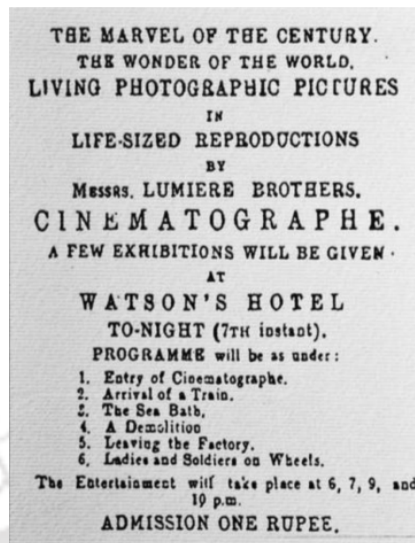 THE MARVEL OF THE CENTURY.
THE WONDER OF THE WORLD.
LIVING PHOTOGRAPHIC PICTURES
IN
LIFE-SIZED REPRODUCTIONS
BY
MESSRS. LUMIERE BROTHERS.
CINEMATOGRAPHE.
A FEW EXHIBITIONS WILL BE GIVEN
AT
WATSON'S HOTEL
TO-NIGHT (7TH instant).
PROGRAMME will be as under:
1. Entry of Cinematographe.
2. Arrival of a Train.
3. The Sea Bath.
4. A Demolition
5. Leaving the Factory.
6. Ladies and Soldiers on Wheels.
The Entertainment will take place at 6, 7, 9, and
10 p.m.
ADMISSION ONE RUPEE.